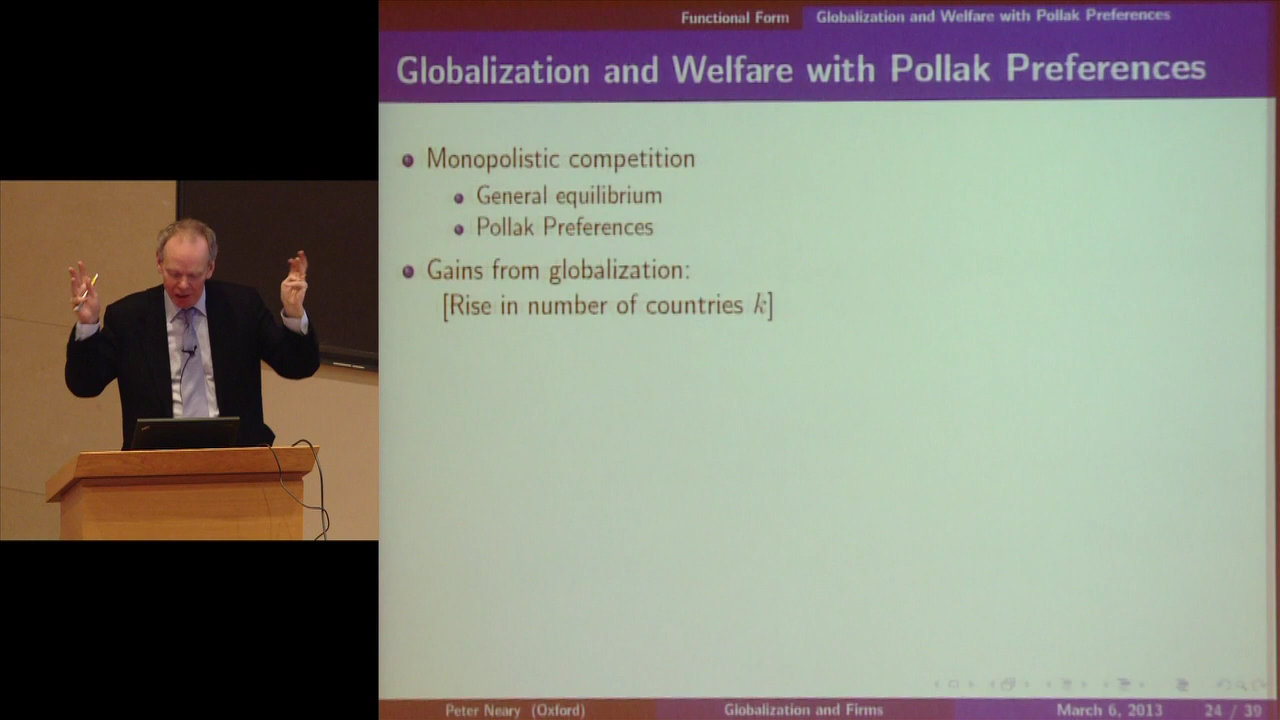 Functional Form Globalization and Welfare with Pollak Preferences
Globalization and Welfare with Pollak Preferences
Monopolistic competition
General equilibrium
Pollak Preferences
Gains from globalization:
[Rise in number of countries k]
Peter Neary (Oxford) Globalization and Firms March 6, 2013 24 / 39